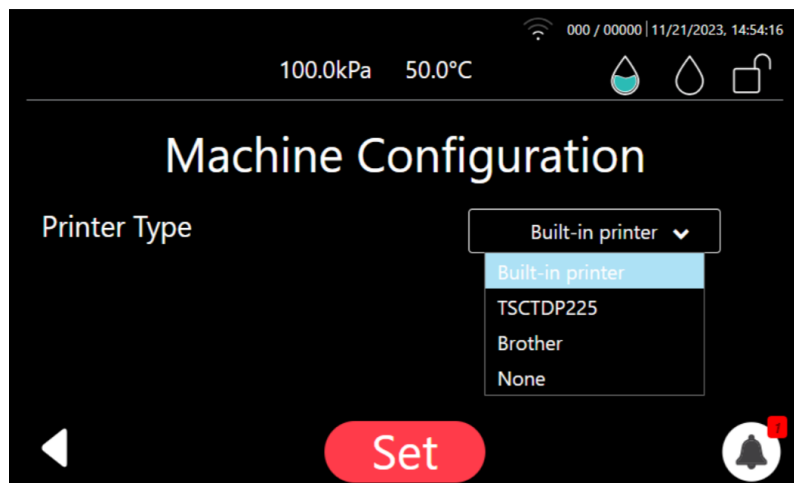 000 / 00000 | 11/21/2023, 14:54:16
100.0kPa 50.0°C
Machine Configuration
Printer Type
Built-in printer
Built-in printer
TSCTDP225
Brother
None
Set
1